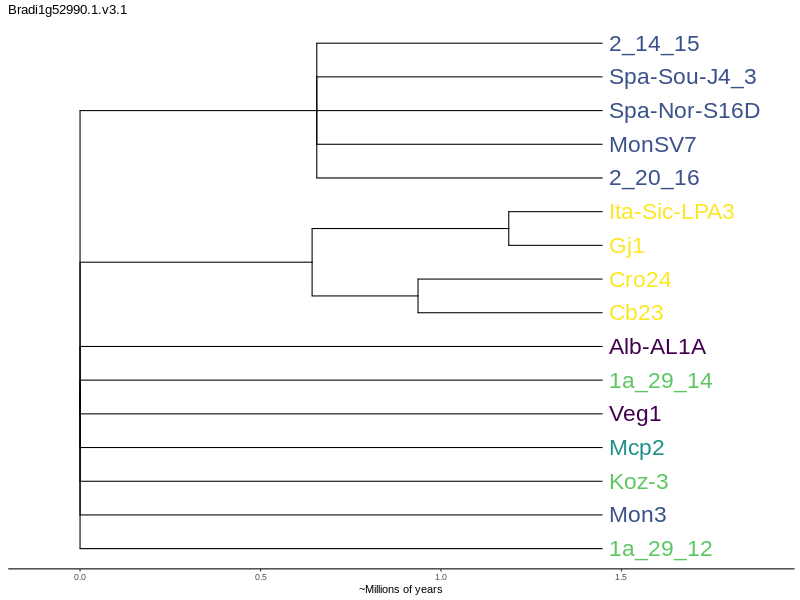 Bradi1g52990.1.v3.1
2_14_15
Spa-Sou-J4_3
Spa-Nor-S16D
MonSV7
2_20_16
Ita-Sic-LPA3
Gj1
Cro24
Cb23
Alb-AL1A
1a_29_14
Veg1
Mcp2
Koz-3
Mon3
1a_29_12
0.0 0.5 1.0 1.5
~Millions of years